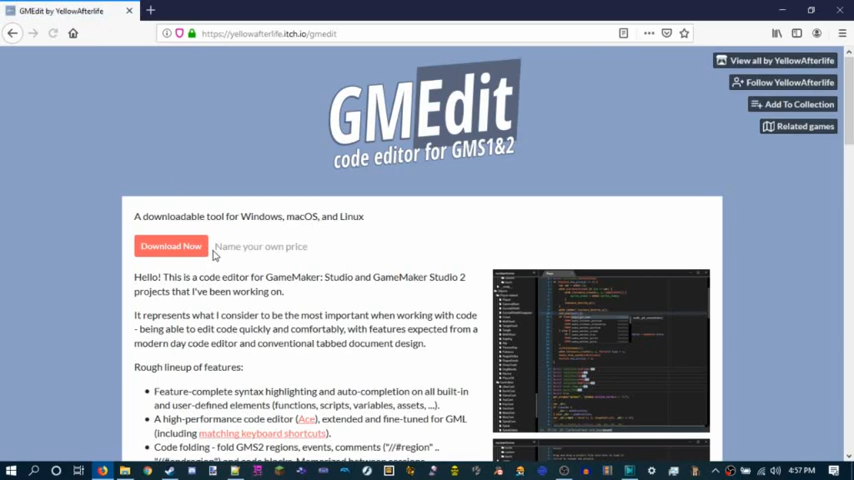 GMEdit by YellowAfterlife
https://yellowafterlife.itch.io/gmedit
View all by YellowAfterlife
Follow YellowAfterlife
Add To Collection
Related games
GMEdit
code editor for GMS1&2
A downloadable tool for Windows, macOS, and Linux
Download Now Name your own price
Hello! This is a code editor for GameMaker: Studio and GameMaker Studio 2
projects that I've been working on.
It represents what I consider to be the most important when working with code
- being able to edit code quickly and comfortably, with features expected from a
modern day code editor and conventional tabbed document design.
Rough lineup of features:
Feature-complete syntax highlighting and auto-completion on all built-in
and user-defined elements (functions, scripts, variables, assets, ...).
A high-performance code editor (Ace), extended and fine-tuned for GML
(including matching keyboard shortcuts).
Code folding - fold GMS2 regions, events, comments ("//#region" ..
4:57 PM